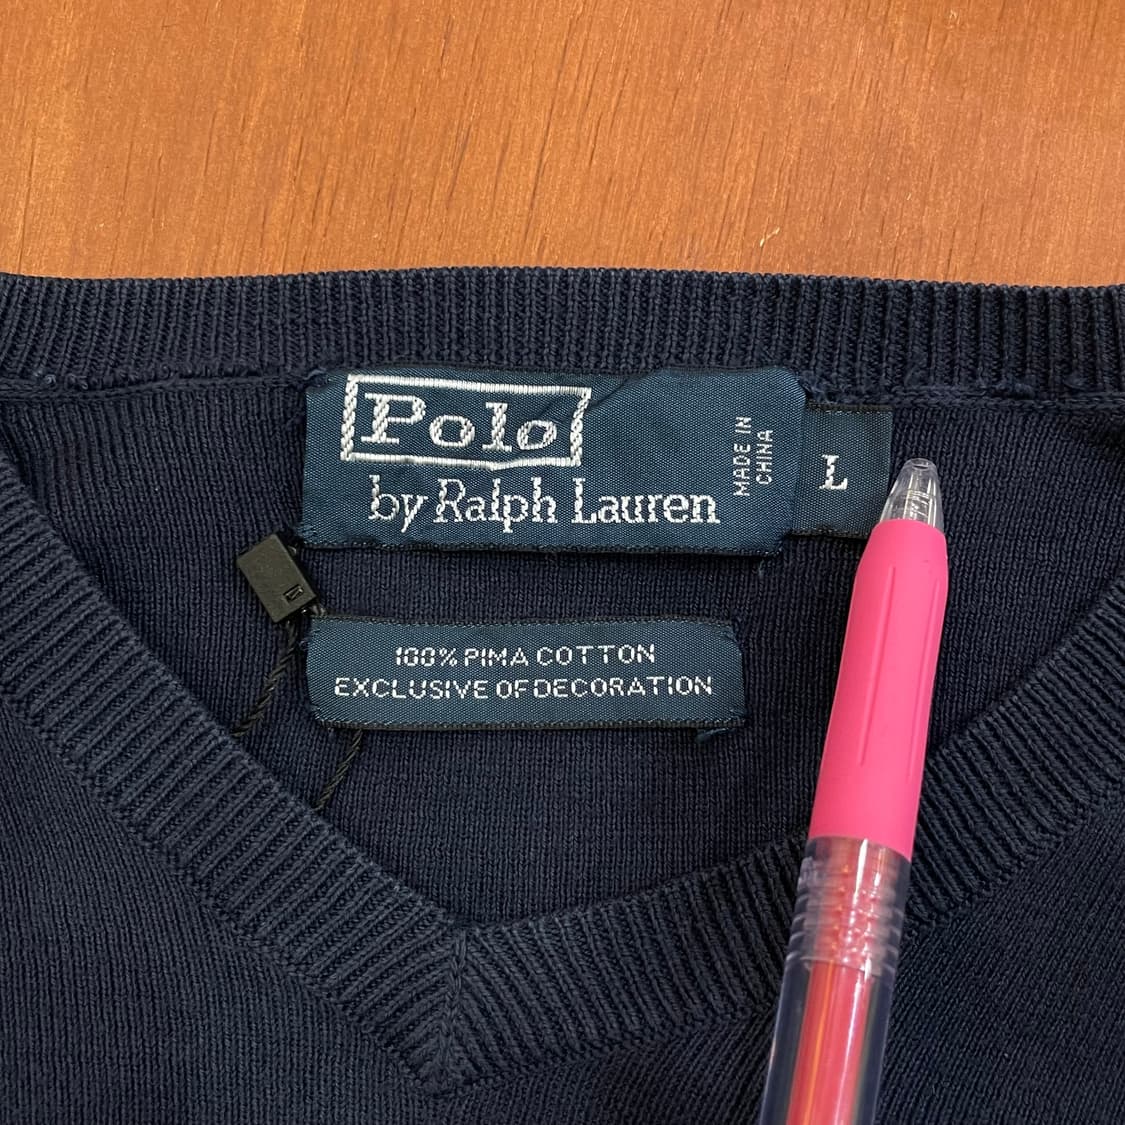 Polo
by Ralph Lauren
MADE IN
CHINA
L
100% PIMA COTTON
EXCLUSIVE OF DECORATION